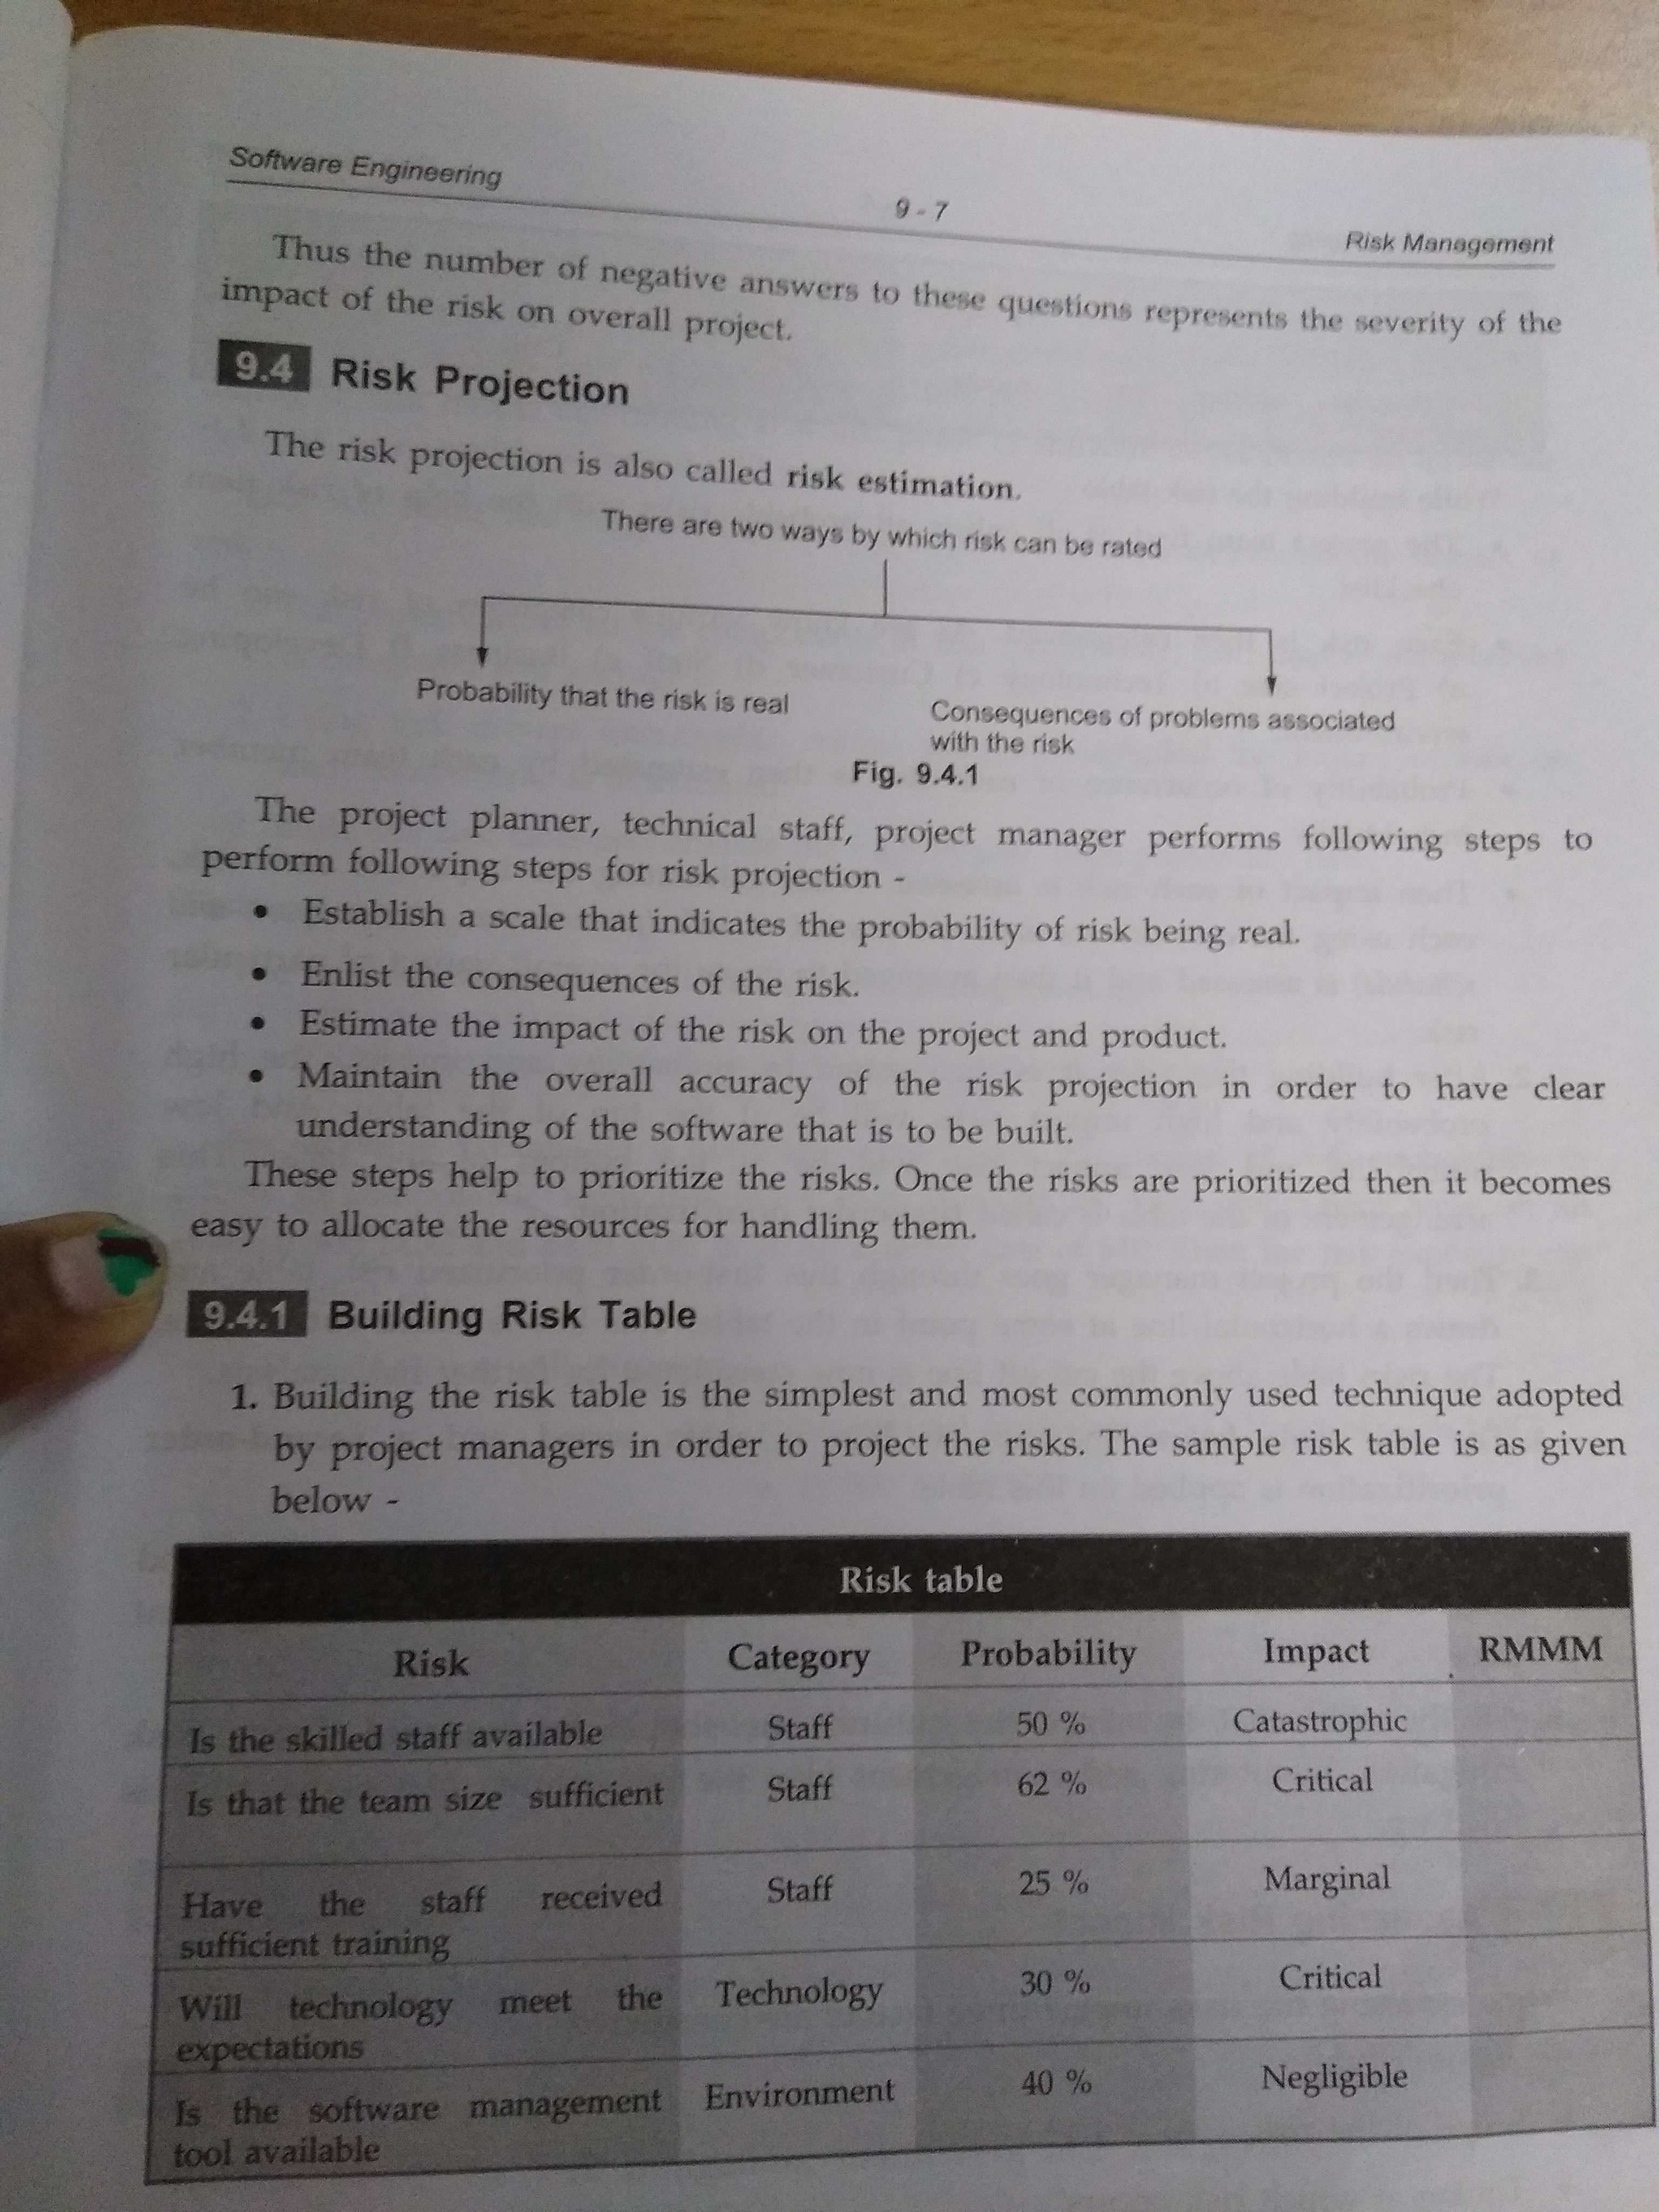 Software Engineering
9 - 7
Risk Management
Thus the number of negative answers to these questions represents the severity of the
impact of the risk on overall project.
9.4 Risk Projection
The risk projection is also called risk estimation.
There are two ways by which risk can be rated
Probability that the risk is real
Consequences of problems associated
with the risk
Fig. 9.4.1
The project planner, technical staff, project manager performs following steps to
perform following steps for risk projection -
• Establish a scale that indicates the probability of risk being real.
• Enlist the consequences of the risk.
• Estimate the impact of the risk on the project and product.
• Maintain the overall accuracy of the risk projection in order to have clear
understanding of the software that is to be built.
These steps help to prioritize the risks. Once the risks are prioritized then it becomes
easy to allocate the resources for handling them.
9.4.1 Building Risk Table
1. Building the risk table is the simplest and most commonly used technique adopted
by project managers in order to project the risks. The sample risk table is as given
below -
Risk table
Risk Category Probability Impact RMMM
Is the skilled staff available Staff 50 % Catastrophic
Is that the team size sufficient Staff 62 % Critical
Have the staff received Staff 25 % Marginal
sufficient training
Will technology meet the Technology 30 % Critical
expectations
Is the software management Environment 40 % Negligible
tool available